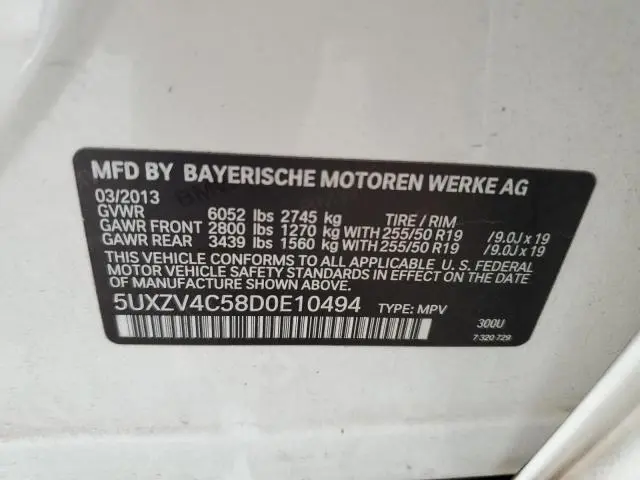 MFD BY BAYERISCHE MOTOREN WERKE AG
03/2013
GVWR 6052 lbs 2745 kg TIRE / RIM
GAWR FRONT 2800 lbs 1270 kg WITH 255/50 R19 /9.0J x 19
GAWR REAR 3439 lbs 1560 kg WITH 255/50 R19 /9.0J x 19
THIS VEHICLE CONFORMS TO ALL APPLICABLE U.S. FEDERAL
MOTOR VEHICLE SAFETY STANDARDS IN EFFECT ON THE DATE
OF MANUFACTURE SHOWN ABOVE.
5UXZV4C58D0E10494 TYPE: MPV
300U
7 320 729